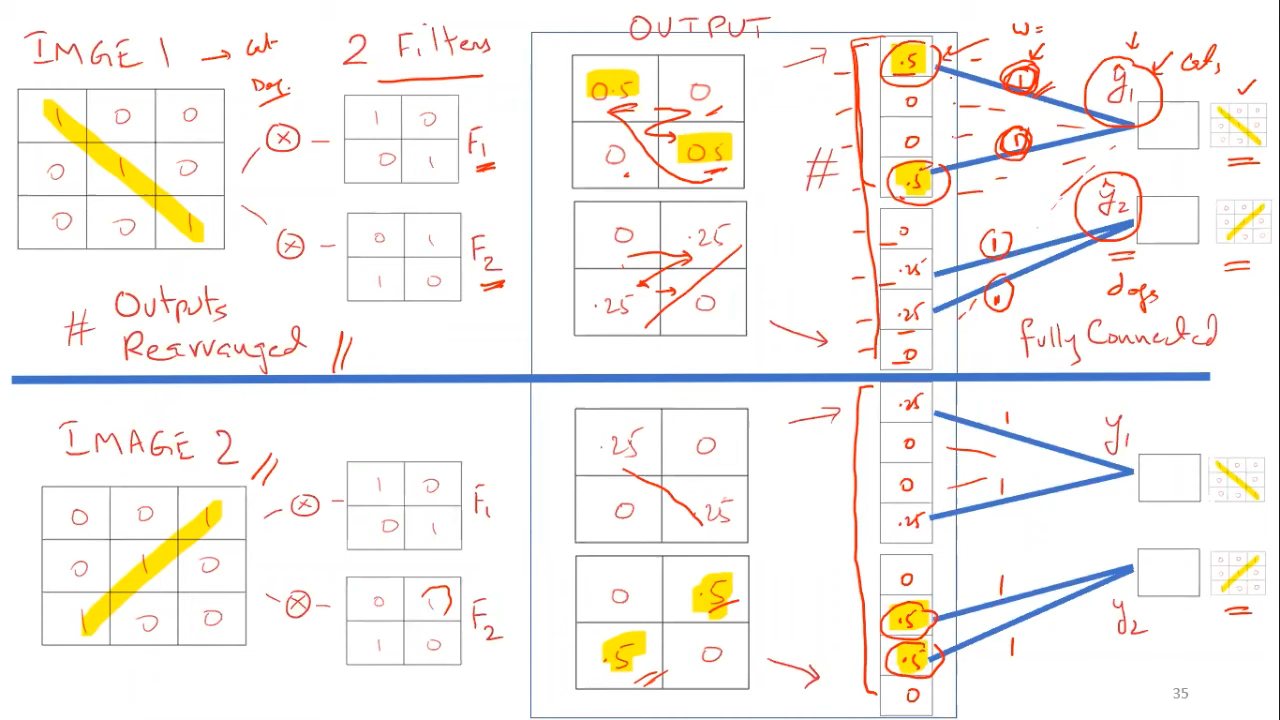 OUTPUT
IMGE 1 → Cat
Dog.
2 Filters
1 0 0
0 1 0
0 0 1
⊗ –
1 0
0 1
F1
⊗ –
0 1
1 0
F2
0.5 0
0 0.5
0 .25
.25 0
.5
0
0
.5
0
.25
.25
0
#
w=
1
1
1
1
ŷ1
cats
ŷ2
dogs
Fully Connected
# Outputs
Rearranged //
IMAGE 2 //
0 0 1
0 1 0
1 0 0
⊗ –
1 0
0 1
F1
⊗ –
0 1
1 0
F2
.25 0
0 .25
0 .5
.5 0
.25
0
0
.25
0
.5
.5
0
1
1
1
1
y1
y2
35